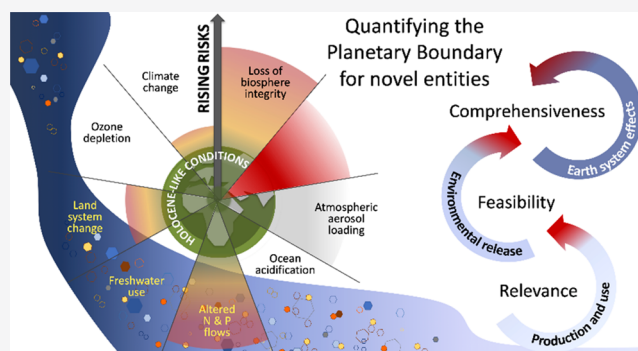 Quantifying the
Planetary Boundary
for novel entities
RISING RISKS
Climate
change
Loss of
biosphere
integrity
Ozone
depletion
HOLOCENE-LIKE CONDITIONS
Land
system
change
Atmospheric
aerosol
loading
Freshwater
use
Ocean
acidification
Altered
N & P
flows
Comprehensiveness
Earth system effects
Feasibility
Environmental release
Relevance
Production and use